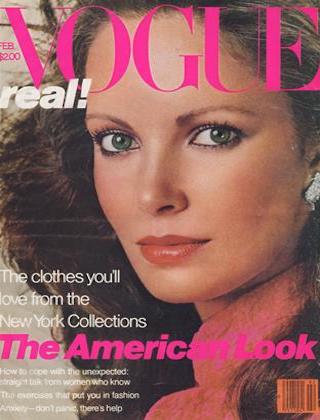 VOGUE
FEB.
$2.00
real!
The clothes you'll
love from the
New York Collections
The American Look
How to cope with the unexpected:
straight talk from women who know
The exercises that put you in fashion
Anxiety—don't panic, there's help